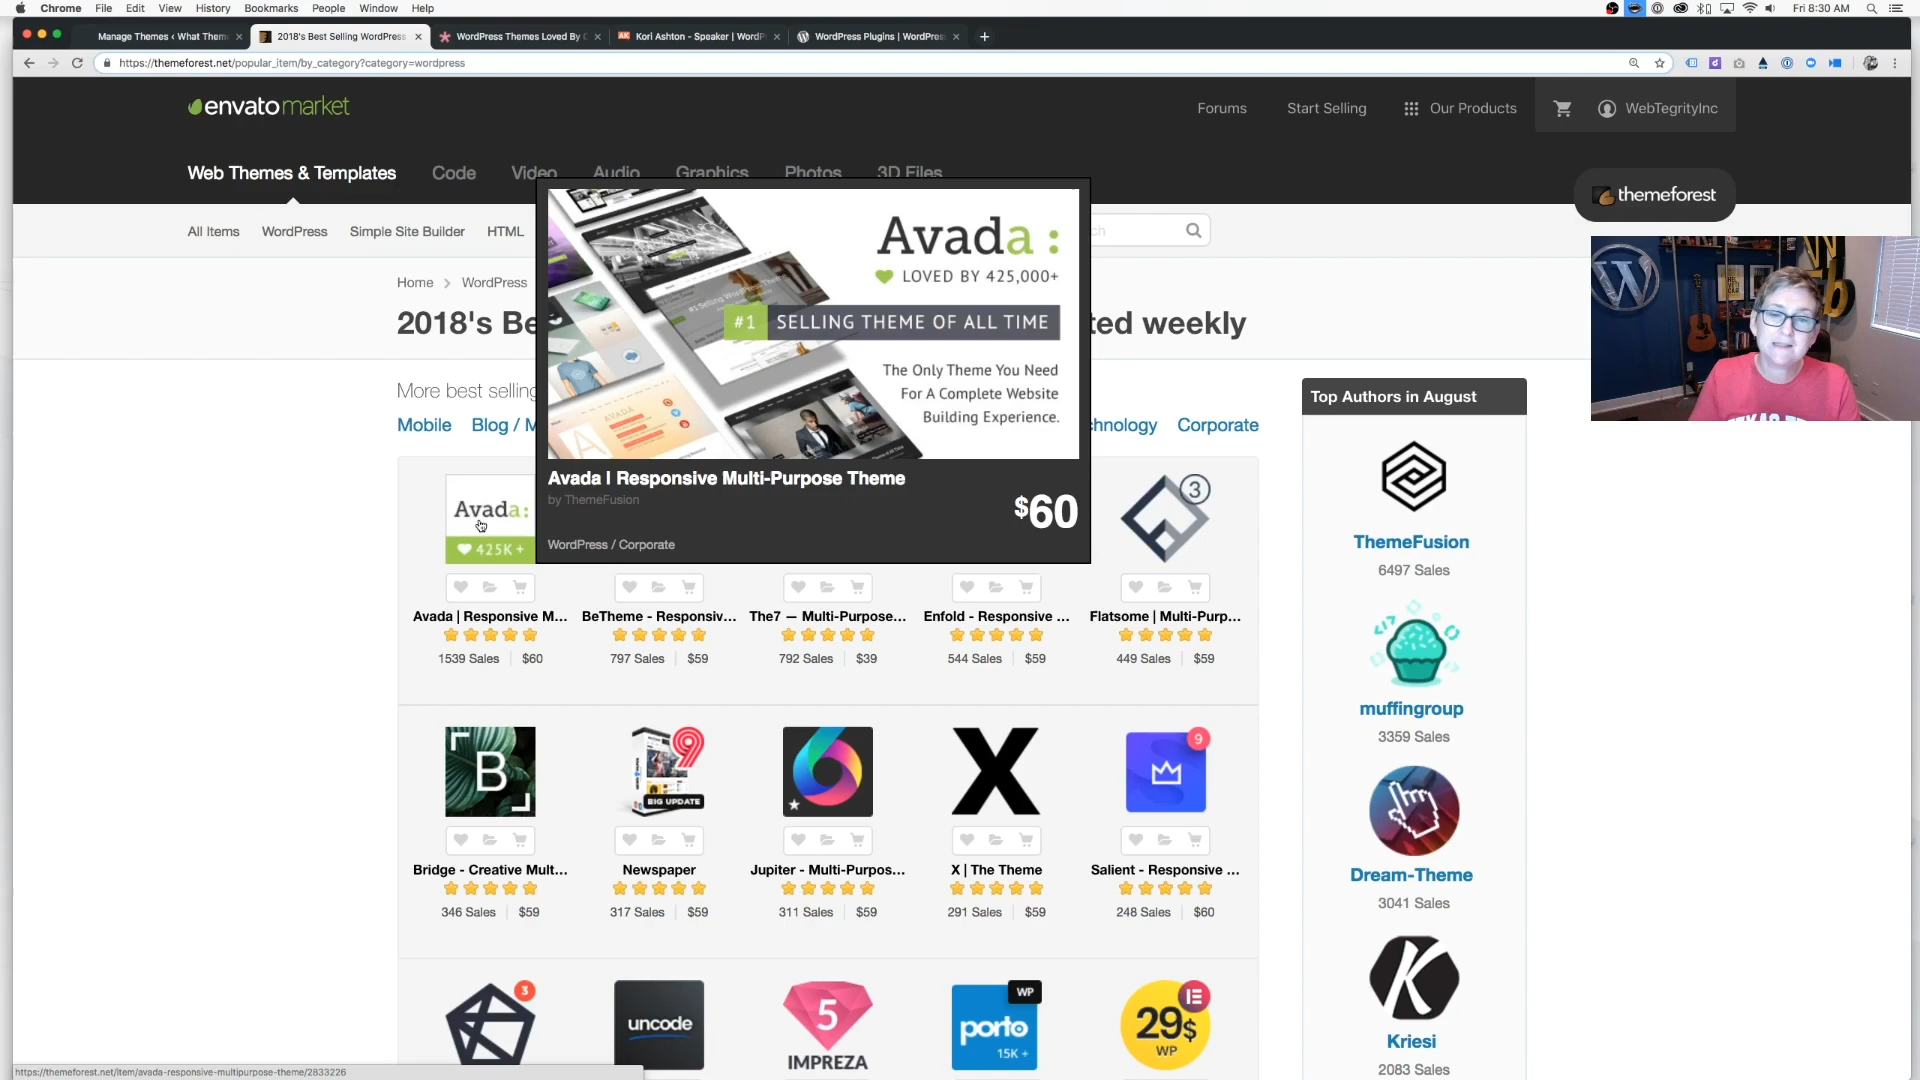 Chrome File Edit View History Bookmarks People Window Help
Fri 8:30 AM
Manage Themes ‹ What Them
2018's Best Selling WordPress
WordPress Themes Loved By
Kori Ashton - Speaker | WordP
WordPress Plugins | WordPres
https://themeforest.net/popular_item/by_category?category=wordpress
envato market
Forums Start Selling Our Products WebTegrityInc
Web Themes & Templates Code Video Audio Graphics Photos 3D Files
themeforest
All Items WordPress Simple Site Builder HTML
ch
Home WordPress
2018's Be
ted weekly
More best selling
Mobile Blog / M
hnology Corporate
Avada :
LOVED BY 425,000+
#1 SELLING THEME OF ALL TIME
The Only Theme You Need
For A Complete Website
Building Experience.
Avada | Responsive Multi-Purpose Theme
by ThemeFusion
$60
WordPress / Corporate
Avada:
425K +
3
Avada | Responsive M...
1539 Sales $60
BeTheme - Responsiv...
797 Sales $59
The7 — Multi-Purpose...
792 Sales $39
Enfold - Responsive ...
544 Sales $59
Flatsome | Multi-Purp...
449 Sales $59
B
9
BIG UPDATE
X
9
Bridge - Creative Mult...
346 Sales $59
Newspaper
317 Sales $59
Jupiter - Multi-Purpos...
311 Sales $59
X | The Theme
291 Sales $59
Salient - Responsive ...
248 Sales $60
3
uncode
5
IMPREZA
WP
porto
15K +
29$
WP
Top Authors in August
ThemeFusion
6497 Sales
muffingroup
3359 Sales
Dream-Theme
3041 Sales
Kriesi
2083 Sales
https://themeforest.net/item/avada-responsive-multipurpose-theme/2833226